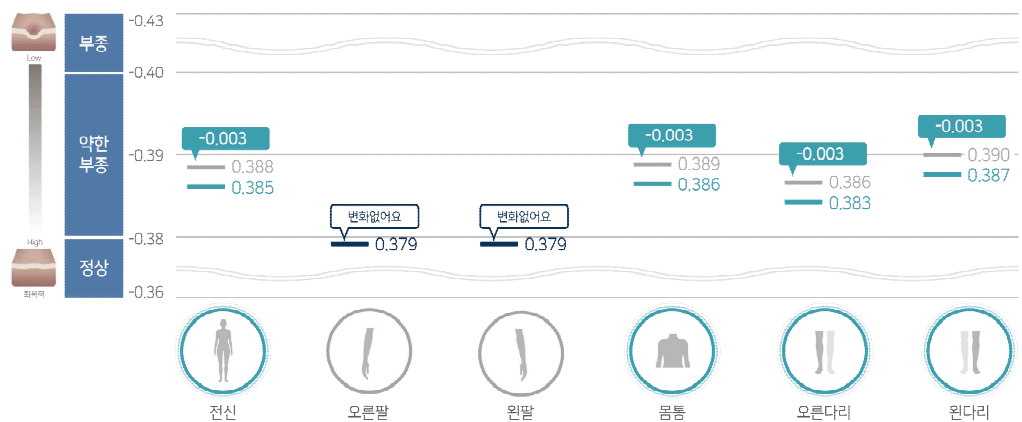 -0.43
부종
Low
-0.40
-0.003
-0.003
-0.003
-0.003
약한
부종
-0.39
0.388
0.385
0.389
0.386
0.386
0.383
0.390
0.387
변화없어요
변화없어요
0.379
0.379
-0.38
High
정상
회복력
-0.36
전신
오른팔
왼팔
몸통
오른다리
왼다리